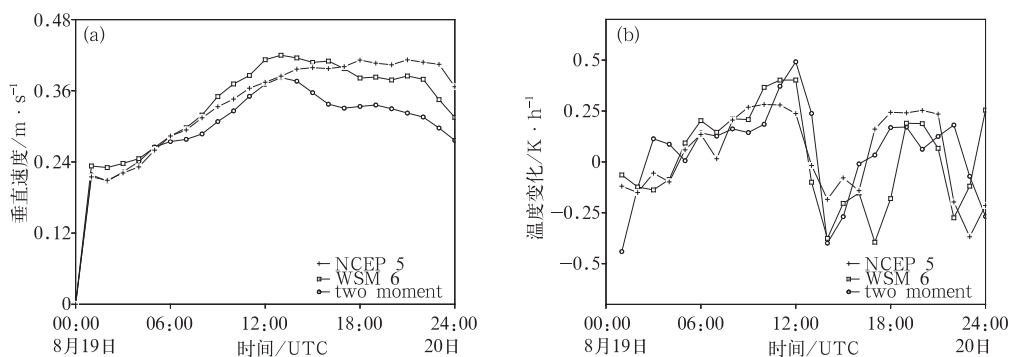 (a)
垂直速度/m·s⁻¹
0.48
0.36
0.24
0.12
0
NCEP 5
WSM 6
two moment
00:00 06:00 12:00 18:00 24:00
8月19日 时间/UTC 20日
(b)
温度变化/K·h⁻¹
0.5
0.25
0
−0.25
−0.5
NCEP 5
WSM 6
two moment
00:00 06:00 12:00 18:00 24:00
8月19日 时间/UTC 20日